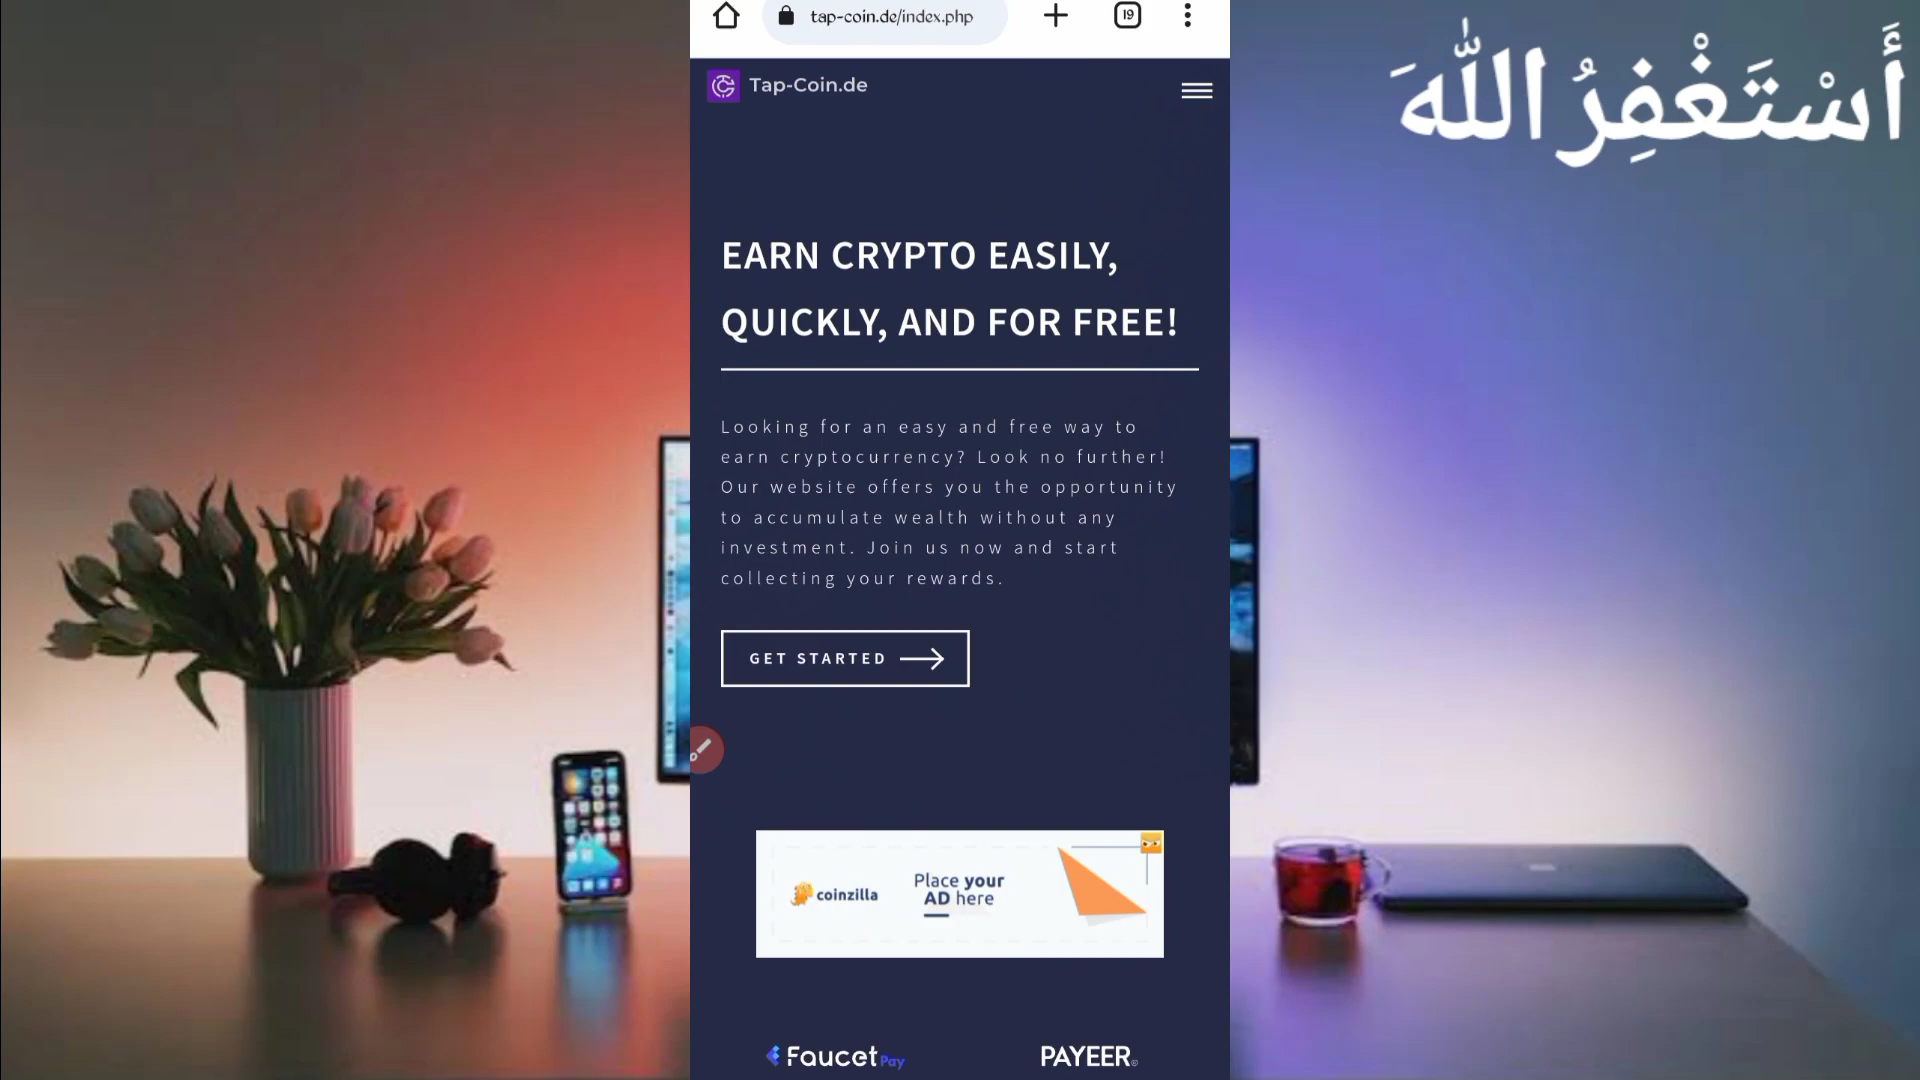 tap-coin.de/index.php
19
Tap-Coin.de
أَسْتَغْفِرُ اللهَ
EARN CRYPTO EASILY,
QUICKLY, AND FOR FREE!
Looking for an easy and free way to
earn cryptocurrency? Look no further!
Our website offers you the opportunity
to accumulate wealth without any
investment. Join us now and start
collecting your rewards.
GET STARTED
coinzilla
Place your
AD here
FaucetPay
PAYEER®